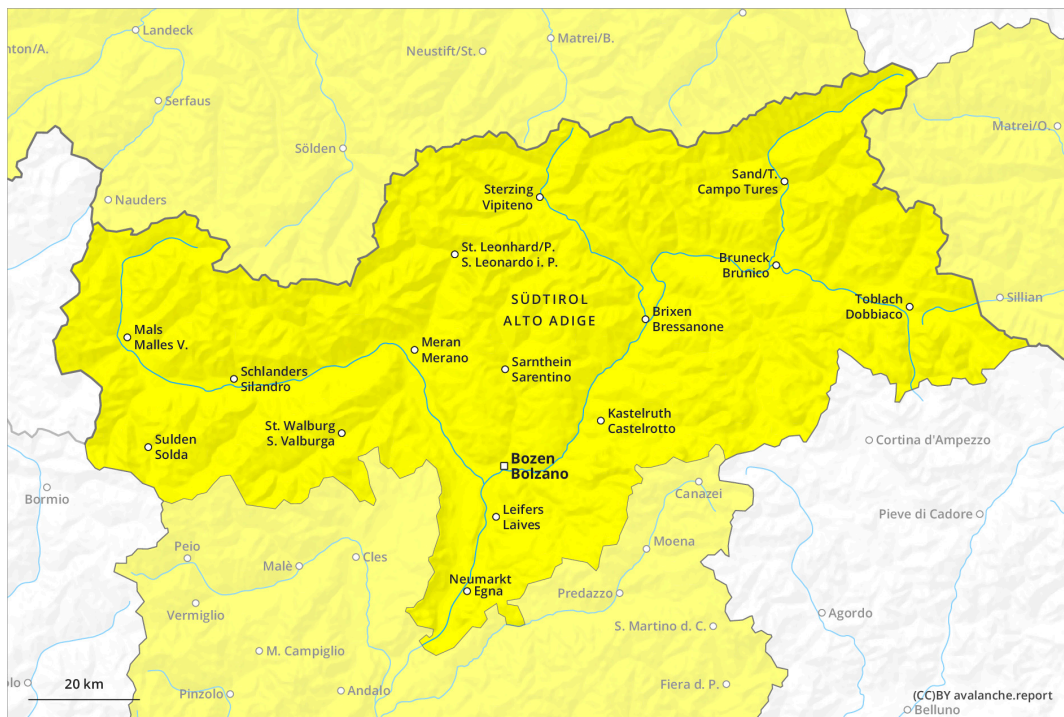 Landeck
Matrei/B.
nton/A.
Neustift/St.
Serfaus
Matrei/O.
Sölden
Sand/T.
Campo Tures
Sterzing
Vipiteno
Nauders
St. Leonhard/P.
S. Leonardo i. P.
Bruneck
Brunico
SÜDTIROL
ALTO ADIGE
Toblach
Dobbiaco
Sillian
Brixen
Bressanone
Mals
Malles V.
Meran
Merano
Sarnthein
Sarentino
Schlanders
Silandro
Kastelruth
Castelrotto
St. Walburg
S. Valburga
Sulden
Solda
Cortina d'Ampezzo
Bozen
Bolzano
Bormio
Canazei
Leifers
Laives
Pieve di Cadore
Peio
Cles
Malè
Moena
Neumarkt
Egna
Predazzo
Vermiglio
Agordo
S. Martino d. C.
M. Campiglio
20 km
olo
Pinzolo
Andalo
Fiera d. P.
(CC)BY avalanche.report
Belluno